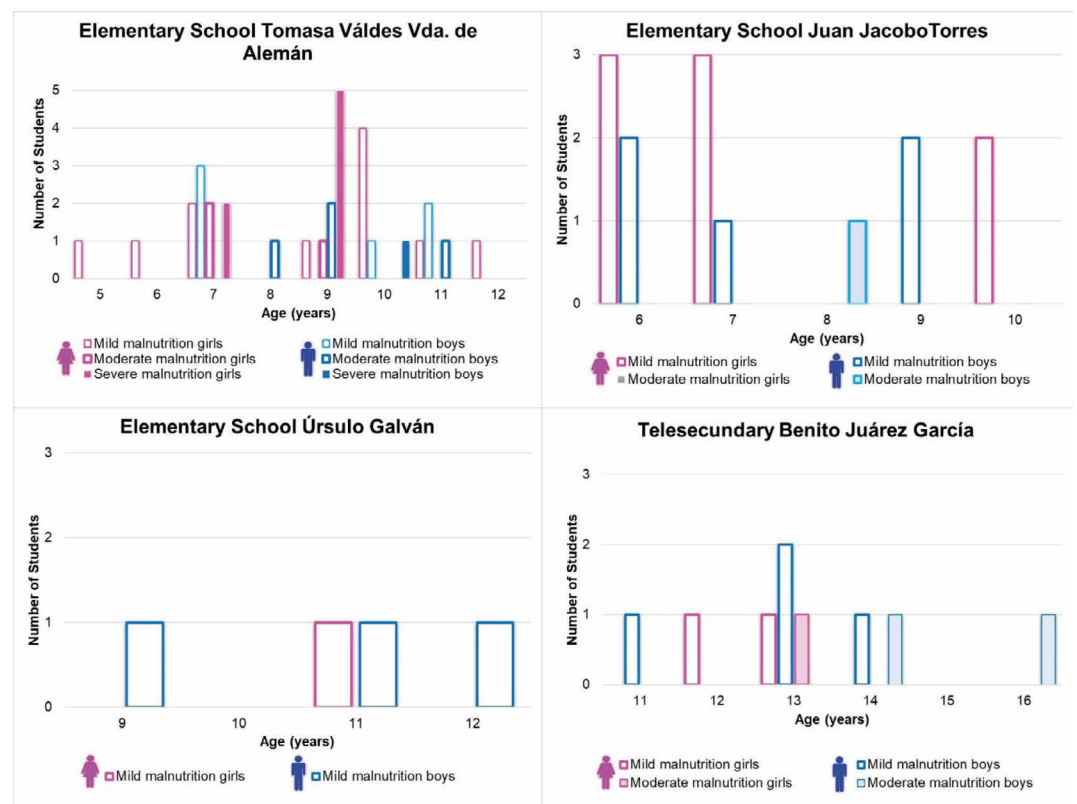 Elementary School Tomasa Váldes Vda. de
Alemán
Number of Students
5
4
3
2
1
0
5 6 7 8 9 10 11 12
Age (years)
Mild malnutrition girls
Moderate malnutrition girls
Severe malnutrition girls
Mild malnutrition boys
Moderate malnutrition boys
Severe malnutrition boys
Elementary School Juan JacoboTorres
Number of Students
3
2
1
0
6 7 8 9 10
Age (years)
Mild malnutrition girls
Moderate malnutrition girls
Mild malnutrition boys
Moderate malnutrition boys
Elementary School Úrsulo Galván
Number of Students
3
2
1
0
9 10 11 12
Age (years)
Mild malnutrition girls
Mild malnutrition boys
Telesecundary Benito Juárez García
Number of Students
3
2
1
0
11 12 13 14 15 16
Age (years)
Mild malnutrition girls
Moderate malnutrition girls
Mild malnutrition boys
Moderate malnutrition boys